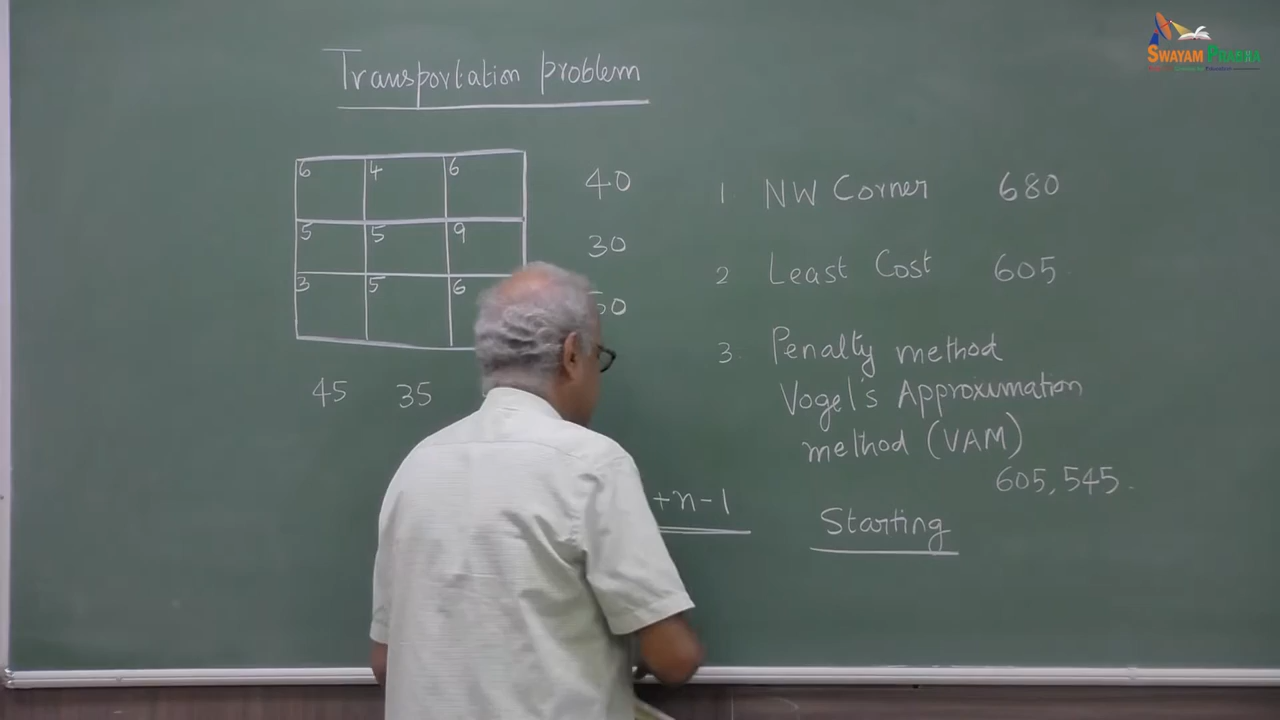 SWAYAM PRABHA
Transportation problem
6 4 6 40
5 5 9 30
3 5 6 50
45 35
+n-1
1 NW Corner 680
2 Least Cost 605
3 Penalty method
Vogel's Approximation
method (VAM)
605, 545.
Starting